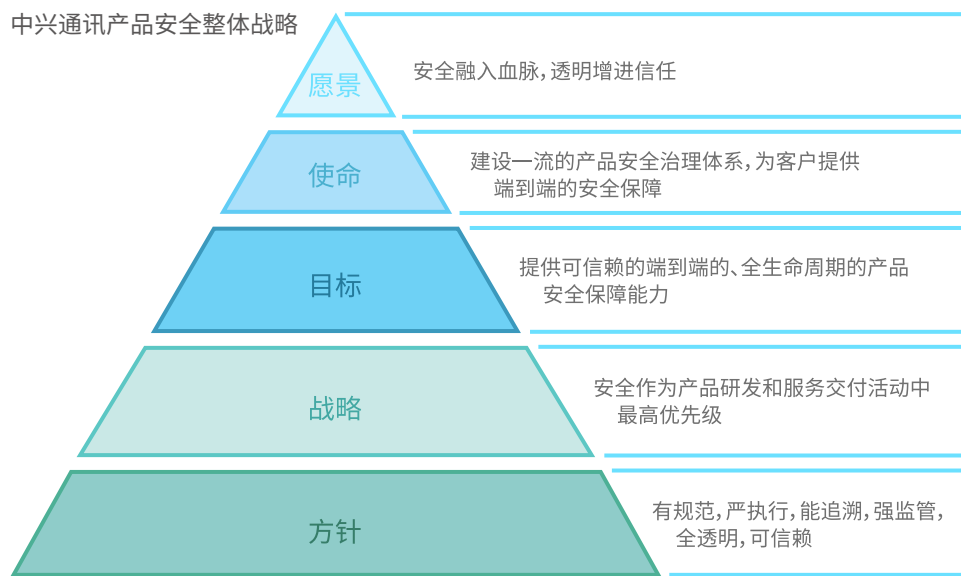 中兴通讯产品安全整体战略
愿景
安全融入血脉，透明增进信任
使命
建设一流的产品安全治理体系，为客户提供
端到端的安全保障
目标
提供可信赖的端到端的、全生命周期的产品
安全保障能力
战略
安全作为产品研发和服务交付活动中
最高优先级
方针
有规范，严执行，能追溯，强监管，
全透明，可信赖